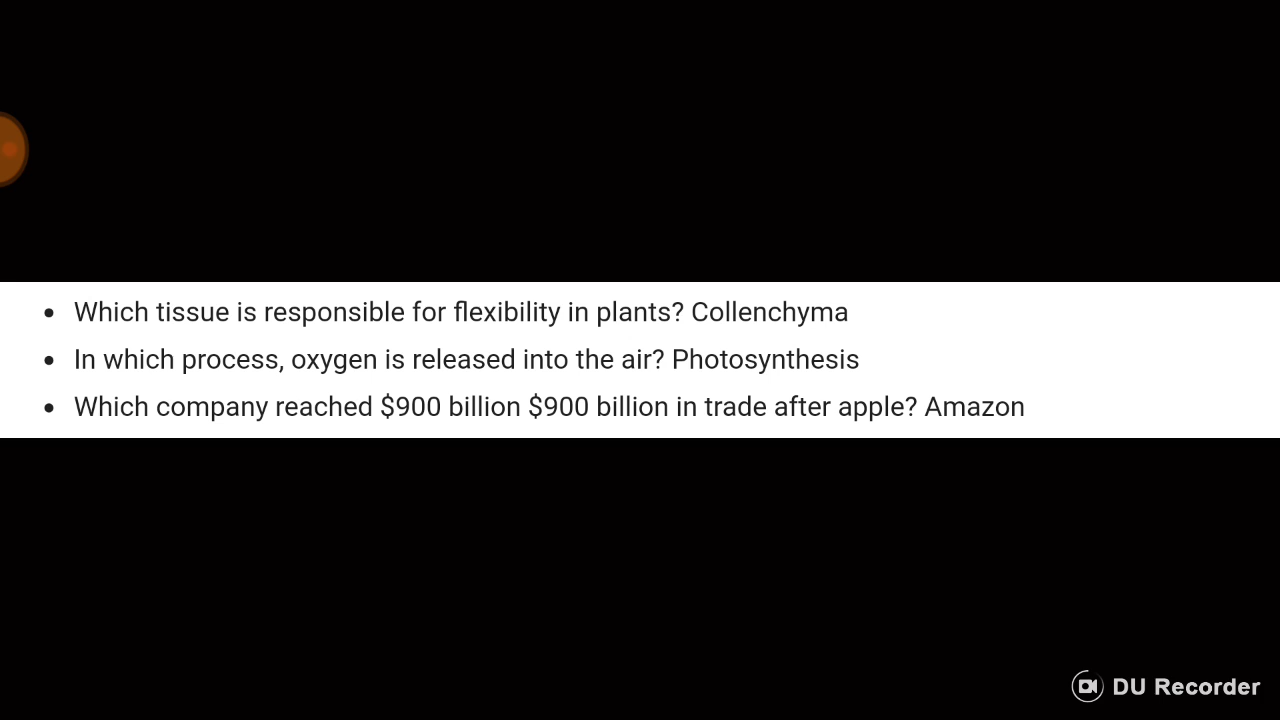 • Which tissue is responsible for flexibility in plants? Collenchyma
• In which process, oxygen is released into the air? Photosynthesis
• Which company reached $900 billion $900 billion in trade after apple? Amazon
DU Recorder